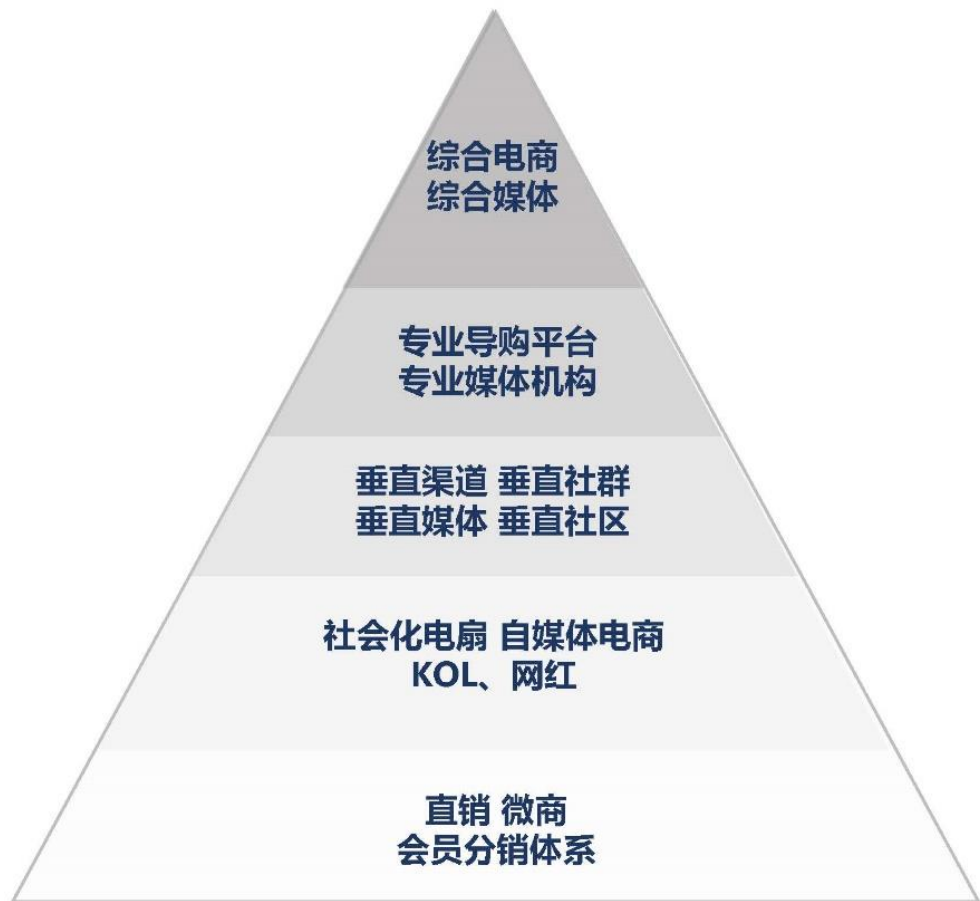 综合电商
综合媒体
专业导购平台
专业媒体机构
垂直渠道 垂直社群
垂直媒体 垂直社区
社会化电扇 自媒体电商
KOL、网红
直销 微商
会员分销体系